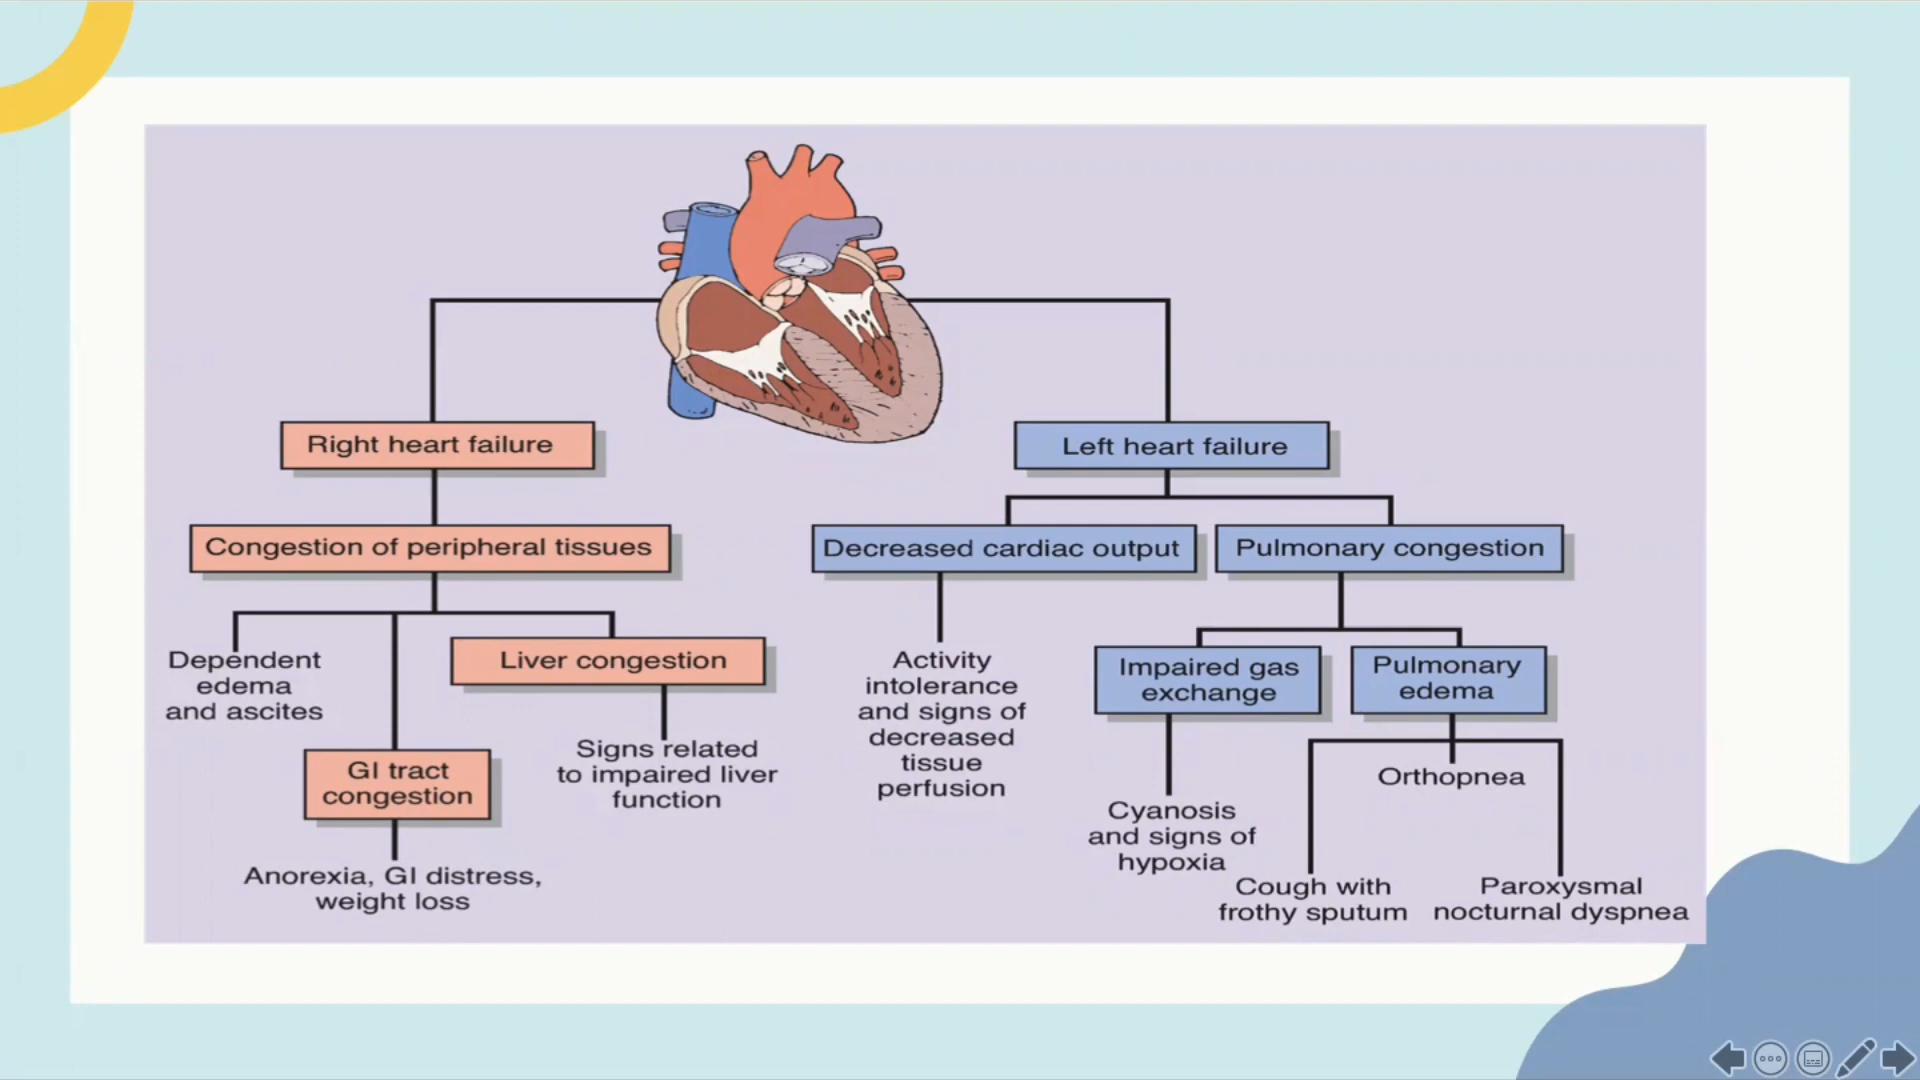 Right heart failure
Congestion of peripheral tissues
Dependent
edema
and ascites
GI tract
congestion
Anorexia, GI distress,
weight loss
Liver congestion
Signs related
to impaired liver
function
Left heart failure
Decreased cardiac output
Activity
intolerance
and signs of
decreased
tissue
perfusion
Pulmonary congestion
Impaired gas
exchange
Cyanosis
and signs of
hypoxia
Pulmonary
edema
Cough with
frothy sputum
Orthopnea
Paroxysmal
nocturnal dyspnea